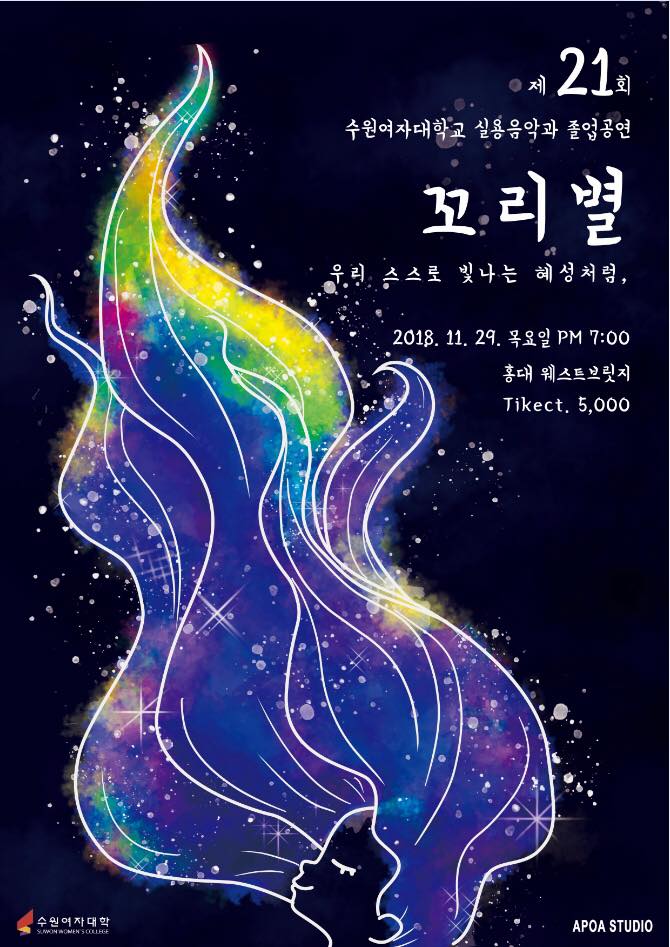 제 21회
수원여자대학교 실용음악과 졸업공연
꼬리별
우리 스스로 빛나는 혜성처럼,
2018. 11. 29. 목요일 PM 7:00
홍대 웨스트브릿지
Tikect. 5,000
수원여자대학
SUWON WOMEN'S COLLEGE
APOA STUDIO